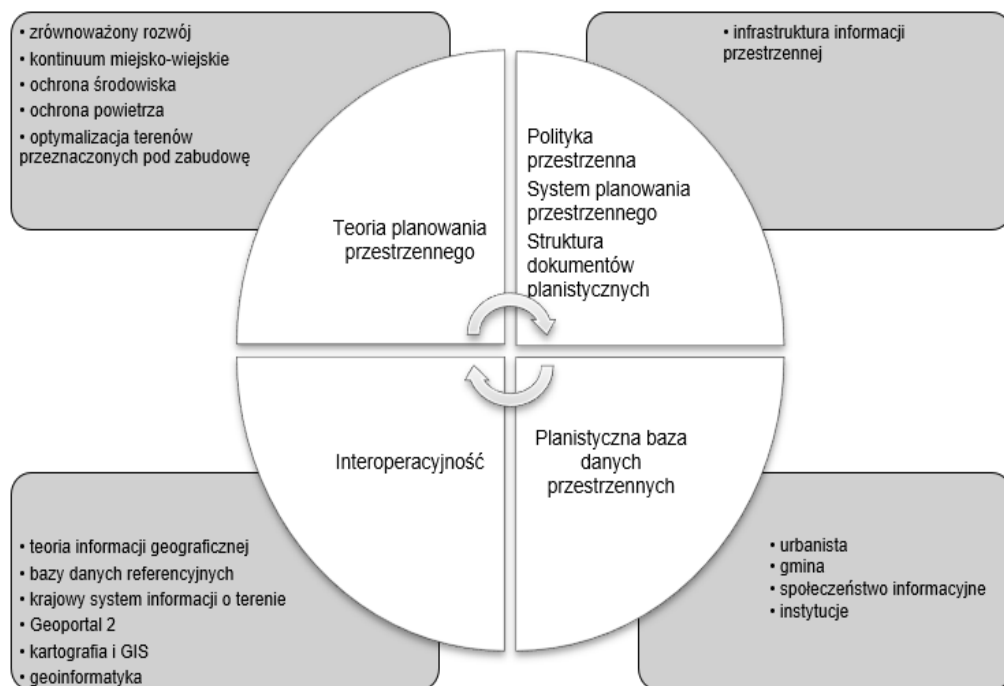 • zrównoważony rozwój
• kontinuum miejsko-wiejskie
• ochrona środowiska
• ochrona powietrza
• optymalizacja terenów
przeznaczonych pod zabudowę
• infrastruktura informacji
przestrzennej
Teoria planowania
przestrzennego
Polityka
przestrzenna
System planowania
przestrzennego
Struktura
dokumentów
planistycznych
Interoperacyjność
Planistyczna baza
danych
przestrzennych
• teoria informacji geograficznej
• bazy danych referencyjnych
• krajowy system informacji o terenie
• Geoportal 2
• kartografia i GIS
• geoinformatyka
• urbanista
• gmina
• społeczeństwo informacyjne
• instytucje